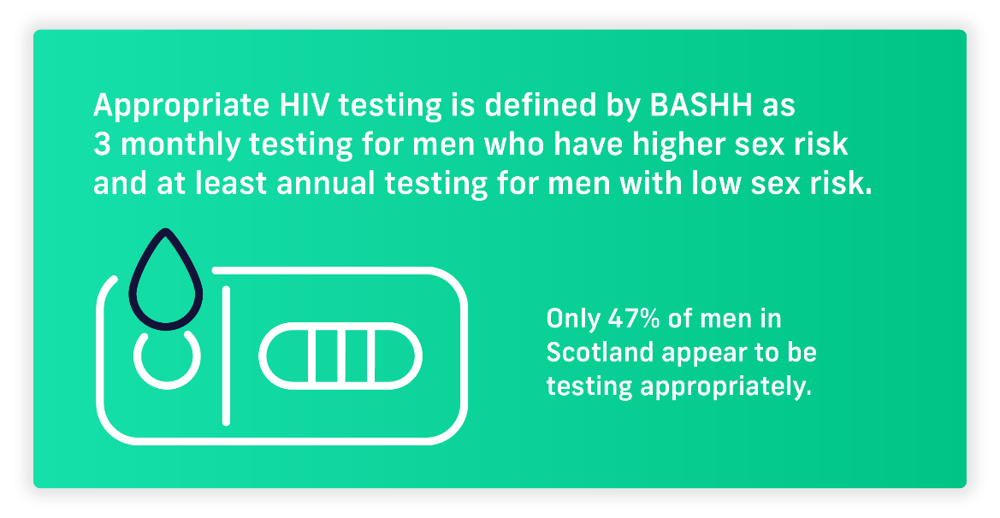 Appropriate HIV testing is defined by BASHH as
3 monthly testing for men who have higher sex risk
and at least annual testing for men with low sex risk.
Only 47% of men in
Scotland appear to be
testing appropriately.